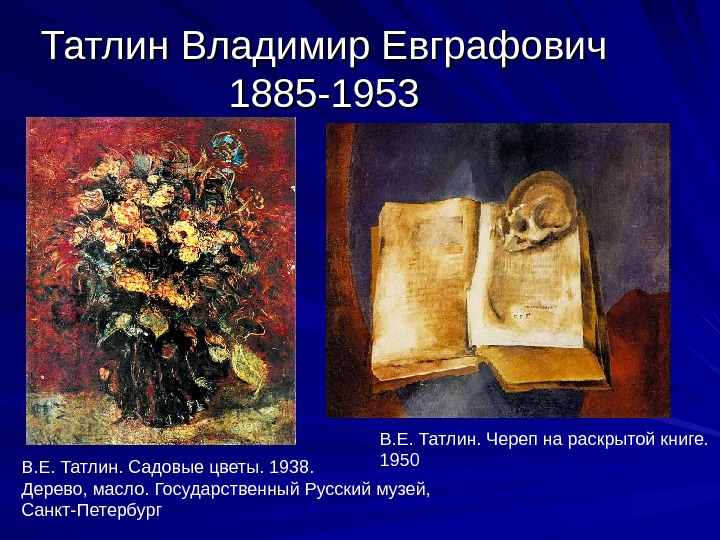 Татлин Владимир Евграфович
1885-1953
В.Е. Татлин. Садовые цветы. 1938.
Дерево, масло. Государственный Русский музей,
Санкт-Петербург
В.Е. Татлин. Череп на раскрытой книге.
1950